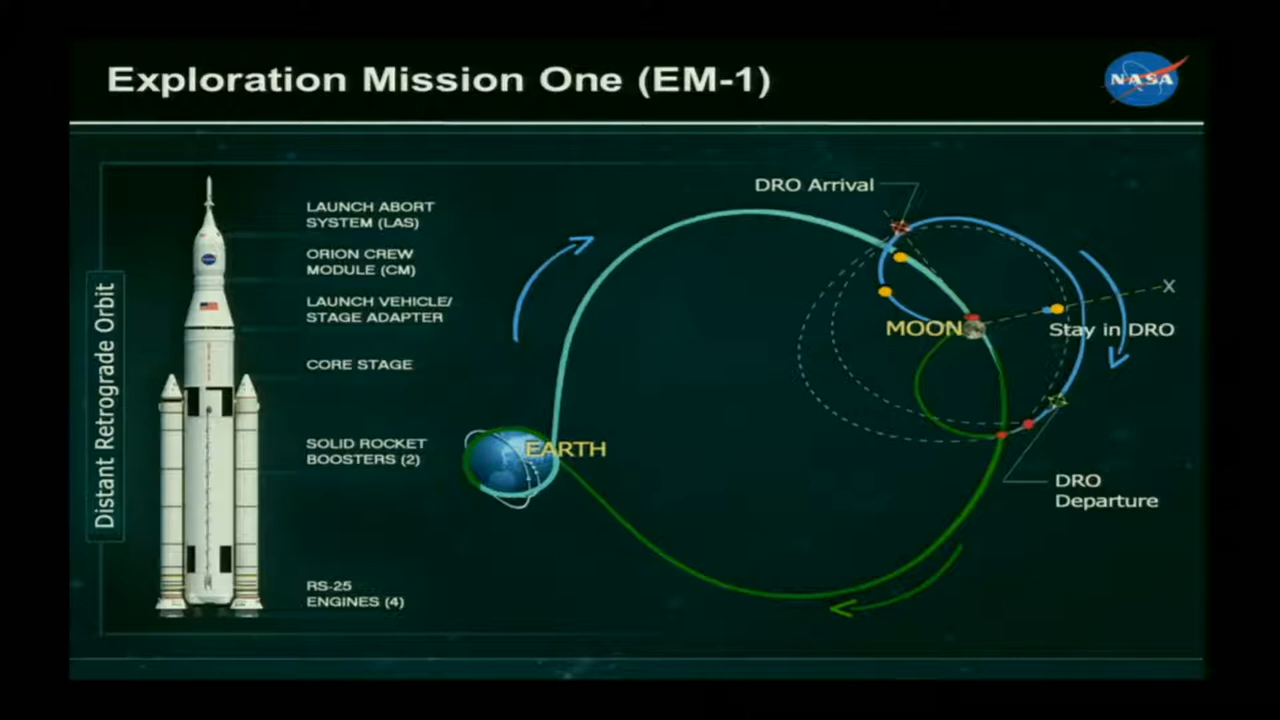 Exploration Mission One (EM-1)
NASA
Distant Retrograde Orbit
LAUNCH ABORT
SYSTEM (LAS)
ORION CREW
MODULE (CM)
LAUNCH VEHICLE/
STAGE ADAPTER
CORE STAGE
SOLID ROCKET
BOOSTERS (2)
RS-25
ENGINES (4)
DRO Arrival
X
MOON
Stay in DRO
EARTH
DRO
Departure